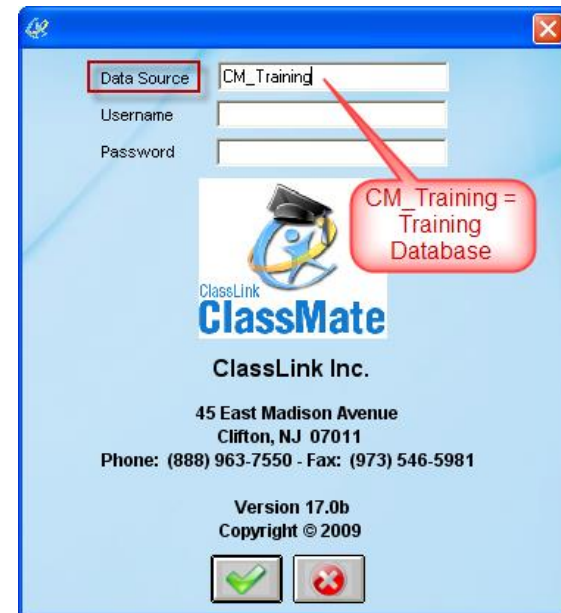 Data Source CM_Training
Username
Password
CM_Training =
Training
Database
ClassLink
ClassMate
ClassLink Inc.
45 East Madison Avenue
Clifton, NJ 07011
Phone: (888) 963-7550 - Fax: (973) 546-5981
Version 17.0b
Copyright © 2009